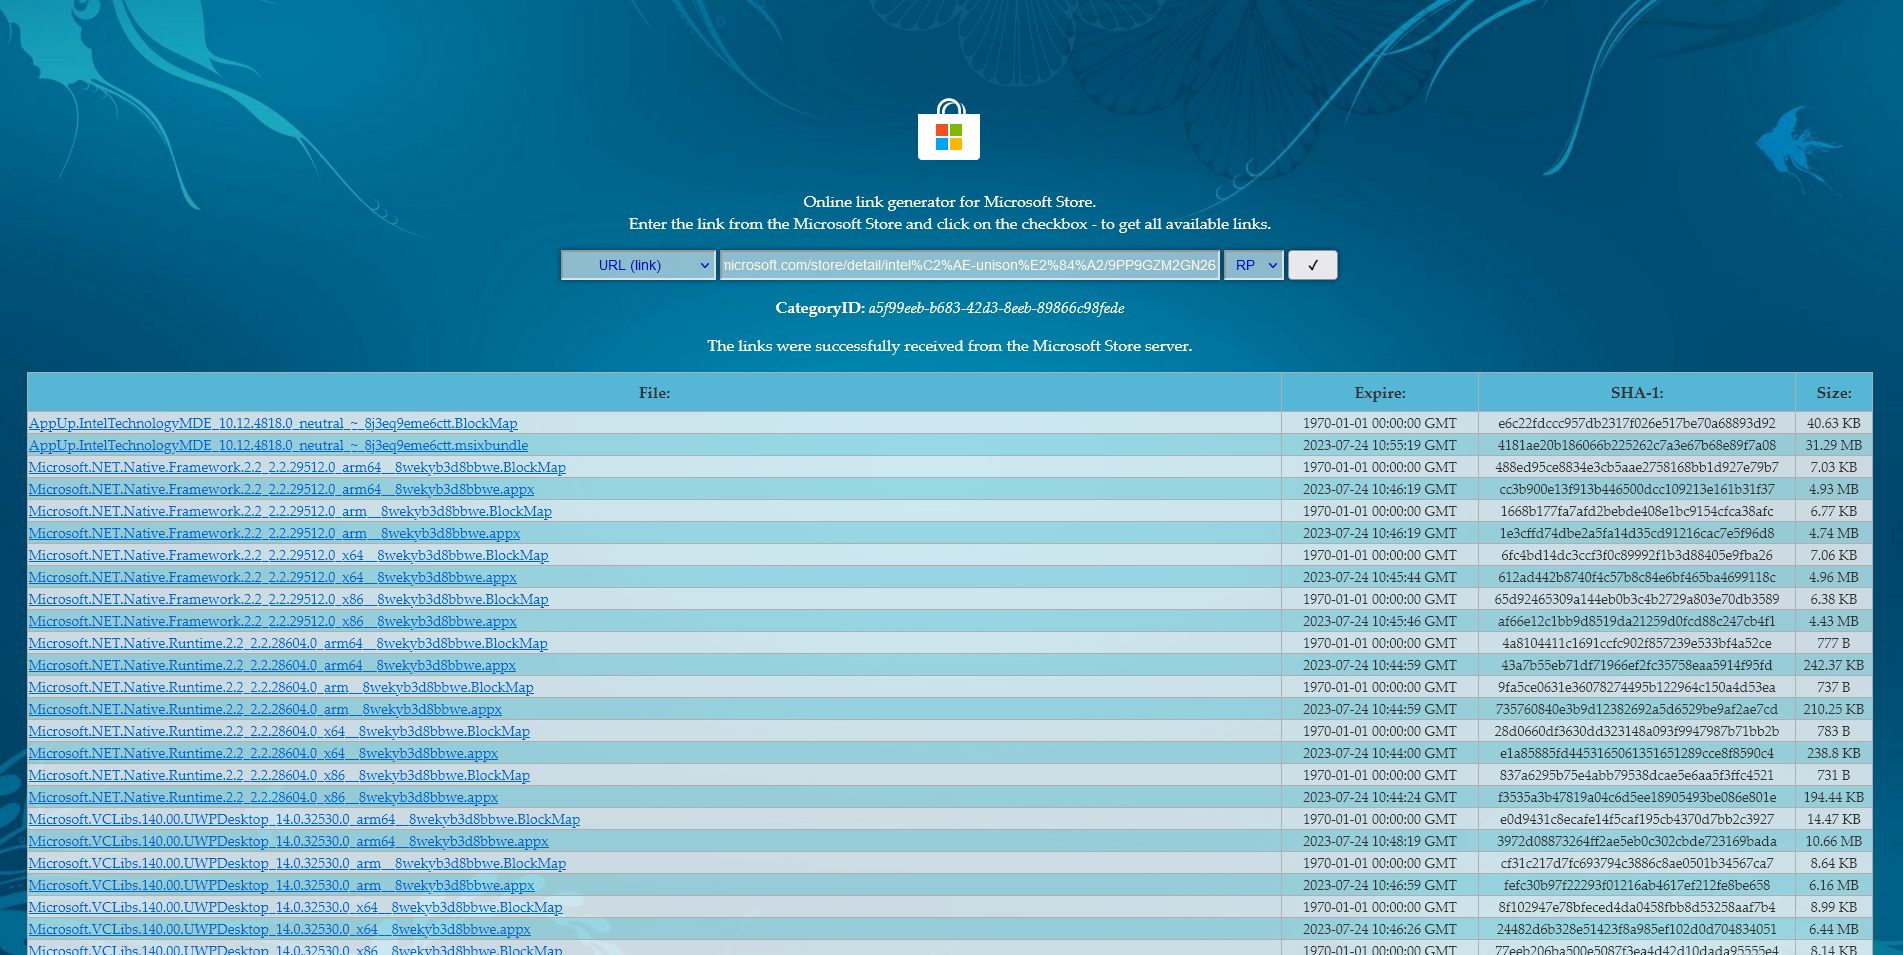 Online link generator for Microsoft Store.
Enter the link from the Microsoft Store and click on the checkbox - to get all available links.
URL (link) microsoft.com/store/detail/intel%C2%AE-unison%E2%84%A2/9PP9GZM2GN26 RP ✓
CategoryID: a5f99eeb-b683-42d3-8eeb-89866c98fede
The links were successfully received from the Microsoft Store server.
File: Expire: SHA-1: Size:
AppUp.IntelTechnologyMDE_10.12.4818.0_neutral_~_8j3eq9eme6ctt.BlockMap 1970-01-01 00:00:00 GMT e6c22fdccc957db2317f026e517be70a68893d92 40.63 KB
AppUp.IntelTechnologyMDE_10.12.4818.0_neutral_~_8j3eq9eme6ctt.msixbundle 2023-07-24 10:55:19 GMT 4181ae20b186066b225262c7a3e67b68e89f7a08 31.29 MB
Microsoft.NET.Native.Framework.2.2_2.2.29512.0_arm64__8wekyb3d8bbwe.BlockMap 1970-01-01 00:00:00 GMT 488ed95ce8834e3cb5aae2758168bb1d927e79b7 7.03 KB
Microsoft.NET.Native.Framework.2.2_2.2.29512.0_arm64__8wekyb3d8bbwe.appx 2023-07-24 10:46:19 GMT cc3b900e13f913b446500dcc109213e161b31f37 4.93 MB
Microsoft.NET.Native.Framework.2.2_2.2.29512.0_arm__8wekyb3d8bbwe.BlockMap 1970-01-01 00:00:00 GMT 1668b177fa7afd2bebde408e1bc9154cfca38afc 6.77 KB
Microsoft.NET.Native.Framework.2.2_2.2.29512.0_arm__8wekyb3d8bbwe.appx 2023-07-24 10:46:19 GMT 1e3cffd74dbe2a5fa14d35cd91216cac7e5f96d8 4.74 MB
Microsoft.NET.Native.Framework.2.2_2.2.29512.0_x64__8wekyb3d8bbwe.BlockMap 1970-01-01 00:00:00 GMT 6fc4bd14dc3ccf3f0c89992f1b3d88405e9fba26 7.06 KB
Microsoft.NET.Native.Framework.2.2_2.2.29512.0_x64__8wekyb3d8bbwe.appx 2023-07-24 10:45:44 GMT 612ad442b8740f4c57b8c84e6bf465ba4699118c 4.96 MB
Microsoft.NET.Native.Framework.2.2_2.2.29512.0_x86__8wekyb3d8bbwe.BlockMap 1970-01-01 00:00:00 GMT 65d92465309a144eb0b3c4b2729a803e70db3589 6.38 KB
Microsoft.NET.Native.Framework.2.2_2.2.29512.0_x86__8wekyb3d8bbwe.appx 2023-07-24 10:45:46 GMT af66e12c1bb9d8519da21259d0fcd88c247cb4f1 4.43 MB
Microsoft.NET.Native.Runtime.2.2_2.2.28604.0_arm64__8wekyb3d8bbwe.BlockMap 1970-01-01 00:00:00 GMT 4a8104411c1691ccfc902f857239e533bf4a52ce 777 B
Microsoft.NET.Native.Runtime.2.2_2.2.28604.0_arm64__8wekyb3d8bbwe.appx 2023-07-24 10:44:59 GMT 43a7b55eb71df71966ef2fc35758eaa5914f95fd 242.37 KB
Microsoft.NET.Native.Runtime.2.2_2.2.28604.0_arm__8wekyb3d8bbwe.BlockMap 1970-01-01 00:00:00 GMT 9fa5ce0631e36078274495b122964c150a4d53ea 737 B
Microsoft.NET.Native.Runtime.2.2_2.2.28604.0_arm__8wekyb3d8bbwe.appx 2023-07-24 10:44:59 GMT 735760840e3b9d12382692a5d6529be9af2ae7cd 210.25 KB
Microsoft.NET.Native.Runtime.2.2_2.2.28604.0_x64__8wekyb3d8bbwe.BlockMap 1970-01-01 00:00:00 GMT 28d0660df3630dd323148a093f9947987b71bb2b 783 B
Microsoft.NET.Native.Runtime.2.2_2.2.28604.0_x64__8wekyb3d8bbwe.appx 2023-07-24 10:44:00 GMT e1a85885fd4453165061351651289cce8f8590c4 238.8 KB
Microsoft.NET.Native.Runtime.2.2_2.2.28604.0_x86__8wekyb3d8bbwe.BlockMap 1970-01-01 00:00:00 GMT 837a6295b75e4abb79538dcae5e6aa5f3ffc4521 731 B
Microsoft.NET.Native.Runtime.2.2_2.2.28604.0_x86__8wekyb3d8bbwe.appx 2023-07-24 10:44:24 GMT f3535a3b47819a04c6d5ee18905493be086e801e 194.44 KB
Microsoft.VCLibs.140.00.UWPDesktop_14.0.32530.0_arm64__8wekyb3d8bbwe.BlockMap 1970-01-01 00:00:00 GMT e0d9431c8ecafe14f5caf195cb4370d7bb2c3927 14.47 KB
Microsoft.VCLibs.140.00.UWPDesktop_14.0.32530.0_arm64__8wekyb3d8bbwe.appx 2023-07-24 10:48:19 GMT 3972d08873264ff2ae5eb0c302cbde723169bada 10.66 MB
Microsoft.VCLibs.140.00.UWPDesktop_14.0.32530.0_arm__8wekyb3d8bbwe.BlockMap 1970-01-01 00:00:00 GMT cf31c217d7fc693794c3886c8ae0501b34567ca7 8.64 KB
Microsoft.VCLibs.140.00.UWPDesktop_14.0.32530.0_arm__8wekyb3d8bbwe.appx 2023-07-24 10:46:59 GMT fefc30b97f22293f01216ab4617ef212fe8be658 6.16 MB
Microsoft.VCLibs.140.00.UWPDesktop_14.0.32530.0_x64__8wekyb3d8bbwe.BlockMap 1970-01-01 00:00:00 GMT 8f102947e78bfeced4da0458fbb8d53258aaf7b4 8.99 KB
Microsoft.VCLibs.140.00.UWPDesktop_14.0.32530.0_x64__8wekyb3d8bbwe.appx 2023-07-24 10:46:26 GMT 24482d6b328e51423f8a985ef102d0d704834051 6.44 MB
Microsoft.VCLibs.140.00.UWPDesktop_14.0.32530.0_x86__8wekyb3d8bbwe.BlockMap 1970-01-01 00:00:00 GMT 77eeb206ba500e5087f3ea4d42d10dada95555e4 8.14 KB